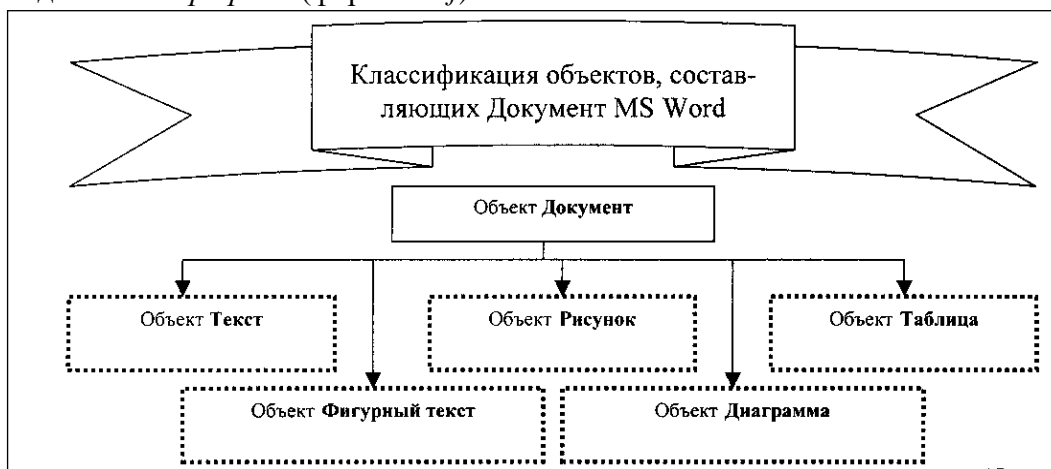 Классификация объектов, состав-
ляющих Документ MS Word
Объект Документ
Объект Текст
Объект Рисунок
Объект Таблица
Объект Фигурный текст
Объект Диаграмма